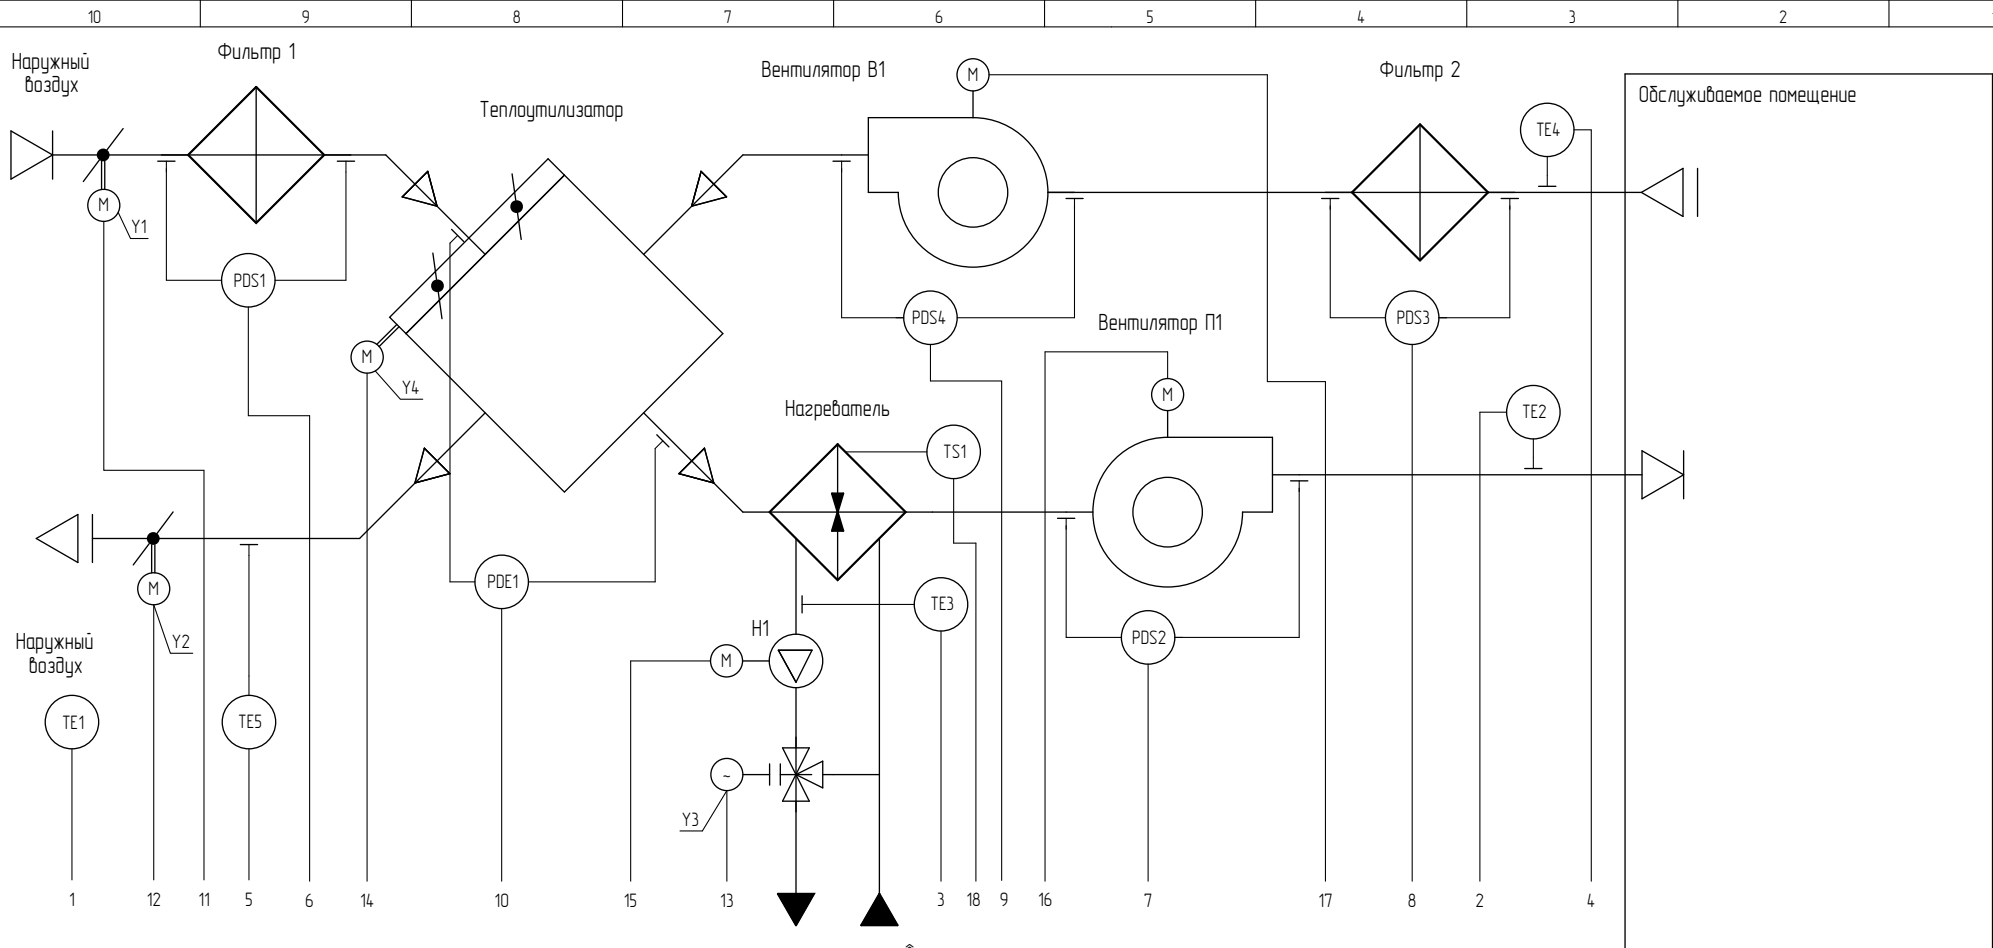 10 9 8 7 6 5 4 3 2
Фильтр 1
Наружный
воздух
Вентилятор В1
M
Фильтр 2
Обслуживаемое помещение
Теплоутилизатор
TE4
M
Y1
PDS1
PDS4
PDS3
Вентилятор П1
M
Y4
M
Нагреватель
TE2
TS1
PDE1
M
TE3
Y2
H1
PDS2
Наружный
воздух
M
TE1
TE5
~
Y3
1 12 11 5 6 14 10 15 13 3 18 9 16 7 17 8 2 4